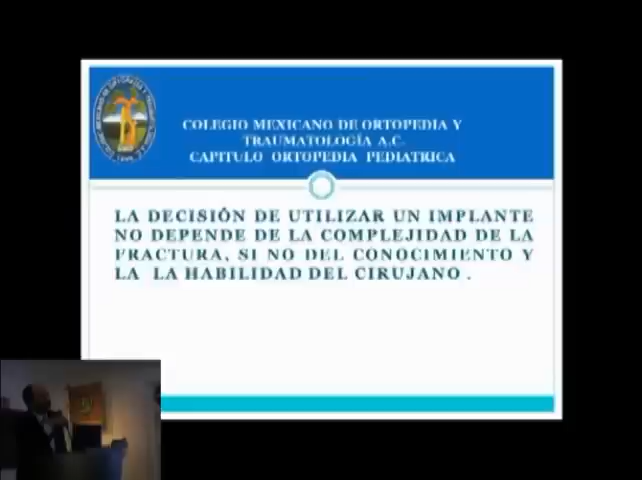 COLEGIO MEXICANO DE ORTOPEDIA Y
TRAUMATOLOGÍA A.C.
CAPITULO ORTOPEDIA PEDIATRICA
LA DECISIÓN DE UTILIZAR UN IMPLANTE
NO DEPENDE DE LA COMPLEJIDAD DE LA
FRACTURA, SI NO DEL CONOCIMIENTO Y
LA LA HABILIDAD DEL CIRUJANO .